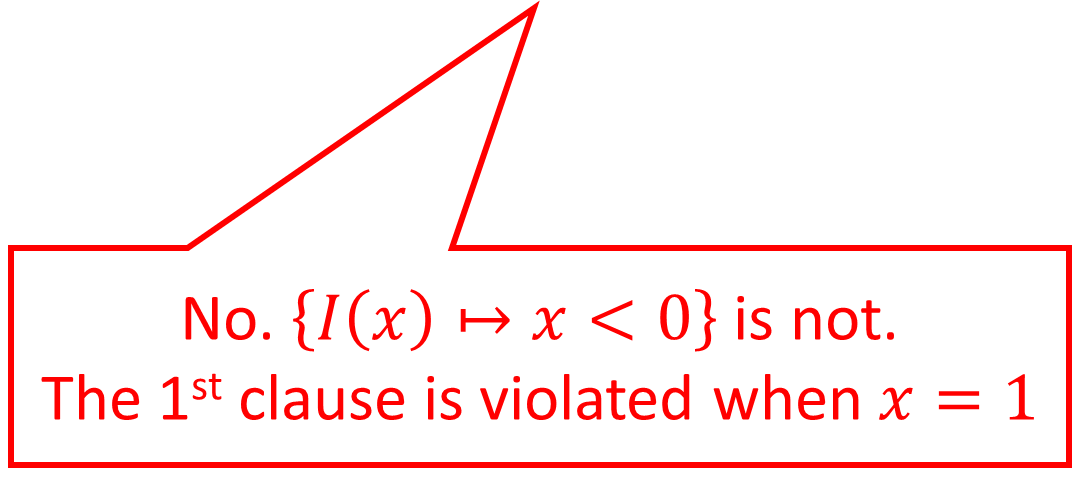 No. {I(x) ↦ x < 0} is not.
The 1st clause is violated when x = 1